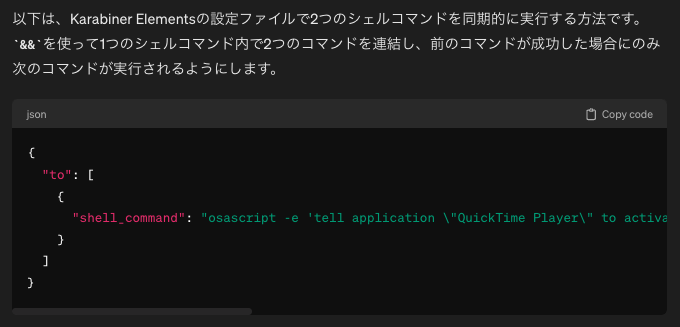 以下は、Karabiner Elementsの設定ファイルで2つのシェルコマンドを同期的に実行する方法です。
`&&`を使って1つのシェルコマンド内で2つのコマンドを連結し、前のコマンドが成功した場合にのみ
次のコマンドが実行されるようにします。
json Copy code
{
"to": [
{
"shell_command": "osascript -e 'tell application \"QuickTime Player\" to activa
}
]
}